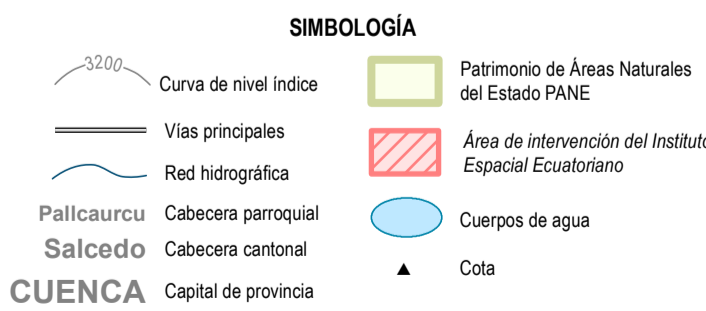 SIMBOLOGÍA
3200
Curva de nivel índice
Vías principales
Red hidrográfica
Pallcaurcu Cabecera parroquial
Salcedo Cabecera cantonal
CUENCA Capital de provincia
Patrimonio de Áreas Naturales
del Estado PANE
Área de intervención del Instituto
Espacial Ecuatoriano
Cuerpos de agua
Cota